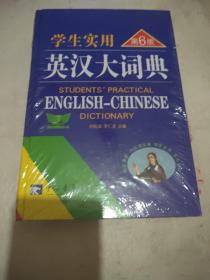 学生实用
第6版
英汉大词典
STUDENTS' PRACTICAL
ENGLISH-CHINESE
DICTIONARY